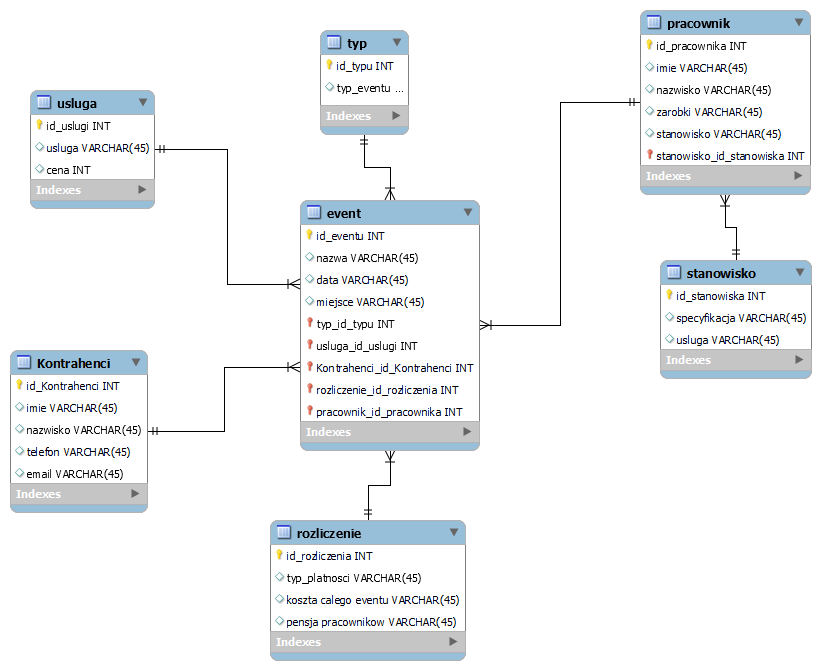 typ
id_typu INT
typ_eventu ...
Indexes
pracownik
id_pracownika INT
imie VARCHAR(45)
nazwisko VARCHAR(45)
zarobki VARCHAR(45)
stanowisko VARCHAR(45)
stanowisko_id_stanowiska INT
Indexes
usluga
id_uslugi INT
usluga VARCHAR(45)
cena INT
Indexes
event
id_eventu INT
nazwa VARCHAR(45)
data VARCHAR(45)
miejsce VARCHAR(45)
typ_id_typu INT
usluga_id_uslugi INT
Kontrahenci_id_Kontrahenci INT
rozliczenie_id_rozliczenia INT
pracownik_id_pracownika INT
Indexes
stanowisko
id_stanowiska INT
specyfikacja VARCHAR(45)
usluga VARCHAR(45)
Indexes
Kontrahenci
id_Kontrahenci INT
imie VARCHAR(45)
nazwisko VARCHAR(45)
telefon VARCHAR(45)
email VARCHAR(45)
Indexes
rozliczenie
id_rozliczenia INT
typ_platnosci VARCHAR(45)
koszta calego eventu VARCHAR(45)
pensja pracownikow VARCHAR(45)
Indexes